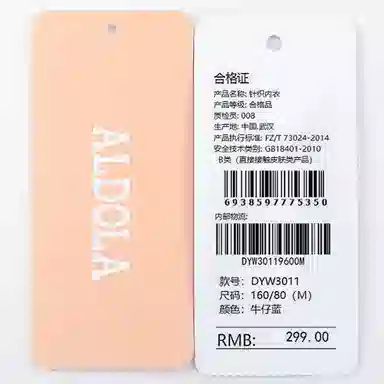 ALDOLA
合格证
产品名称: 针织内衣
产品等级: 合格品
质检员: 008
生产地: 中国.武汉
产品执行标准: FZ/T 73024-2014
安全技术类别: GB18401-2010
B类 (直接接触皮肤类产品)
6938597775350
内部物流:
DYW30119600M
款号: DYW3011
尺码: 160/80 (M)
颜色: 牛仔蓝
RMB: 299.00